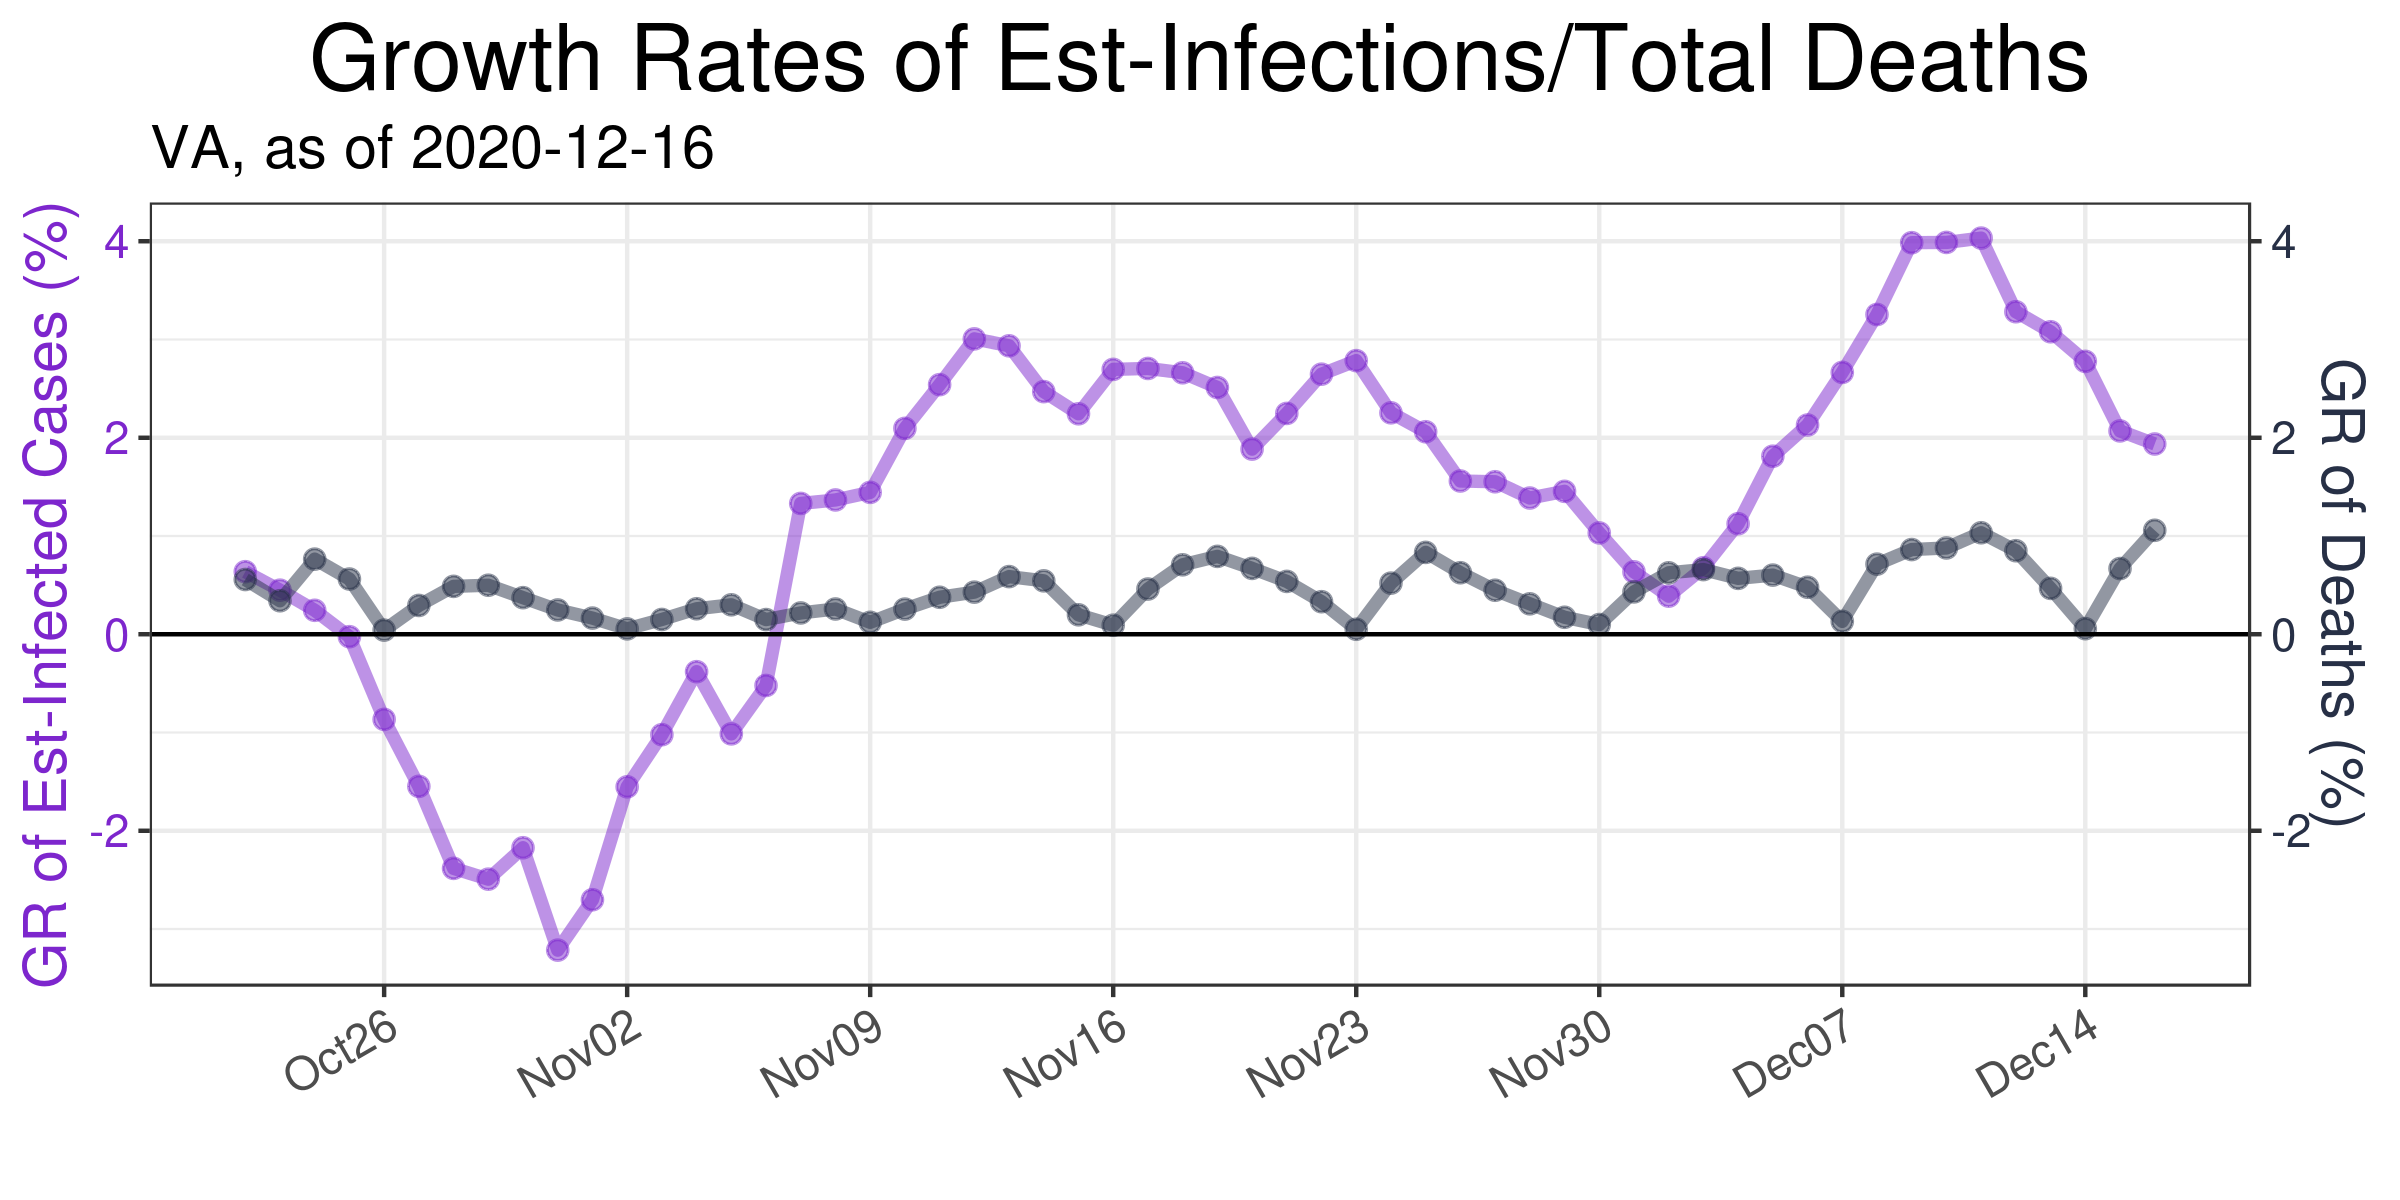 Growth Rates of Est-Infections/Total Deaths
VA, as of 2020-12-16
GR of Est-Infected Cases (%)
4
2
0
-2
4
2
0
-2
GR of Deaths (%)
Oct26
Nov02
Nov09
Nov16
Nov23
Nov30
Dec07
Dec14